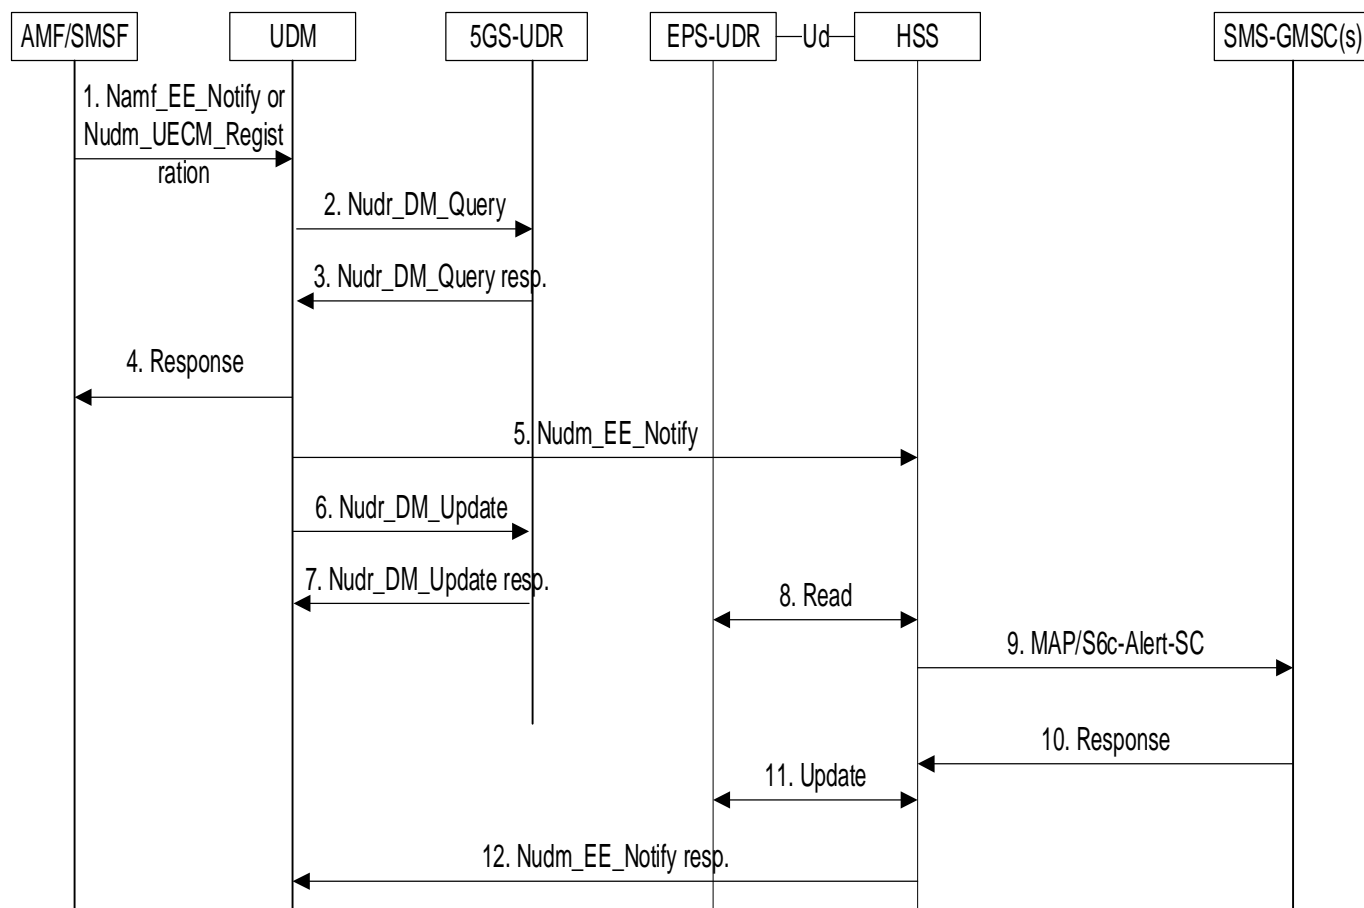 AMF/SMSF
UDM
5GS-UDR
EPS-UDR
Ud
HSS
SMS-GMSC(s)
1. Namf_EE_Notify or
Nudm_UECM_Regist
ration
2. Nudr_DM_Query
3. Nudr_DM_Query resp.
4. Response
5. Nudm_EE_Notify
6. Nudr_DM_Update
7. Nudr_DM_Update resp.
8. Read
9. MAP/S6c-Alert-SC
10. Response
11. Update
12. Nudm_EE_Notify resp.